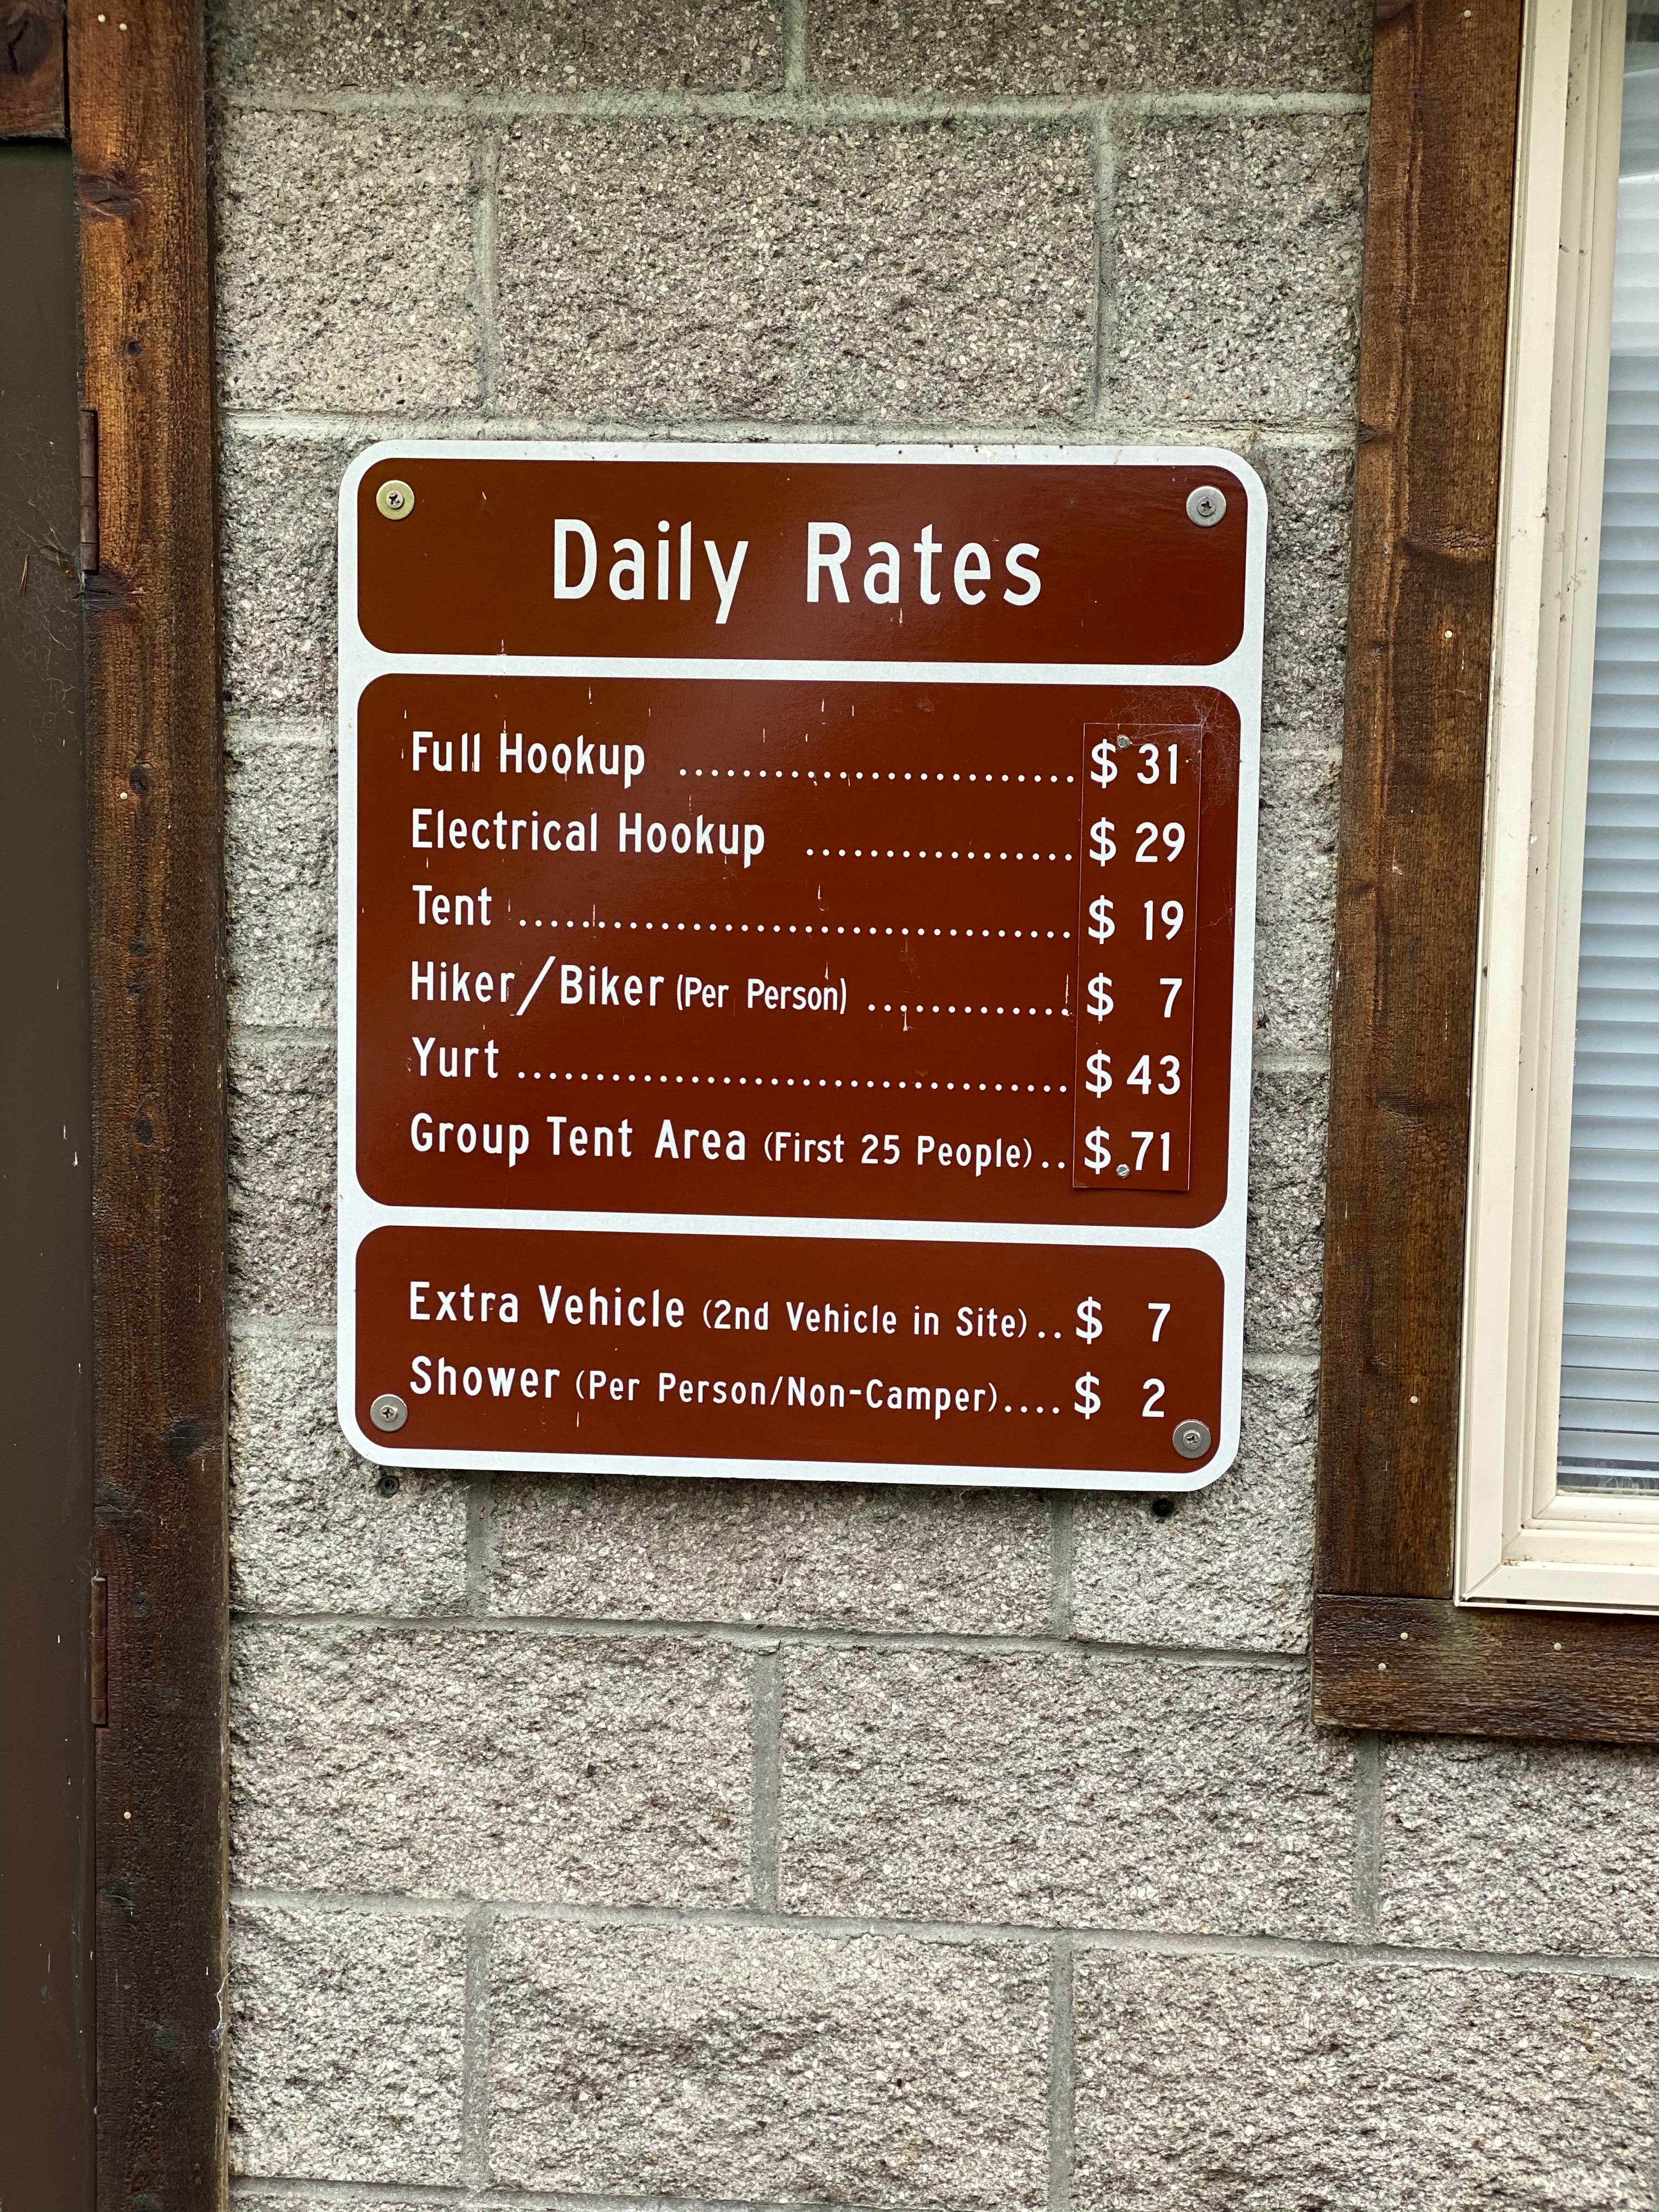 Daily Rates
Full Hookup ........................ $ 31
Electrical Hookup ................. $ 29
Tent ................................... $ 19
Hiker/Biker (Per Person) ............. $ 7
Yurt ................................... $ 43
Group Tent Area (First 25 People) .. $ 71
Extra Vehicle (2nd Vehicle in Site) .. $ 7
Shower (Per Person/Non-Camper) .... $ 2